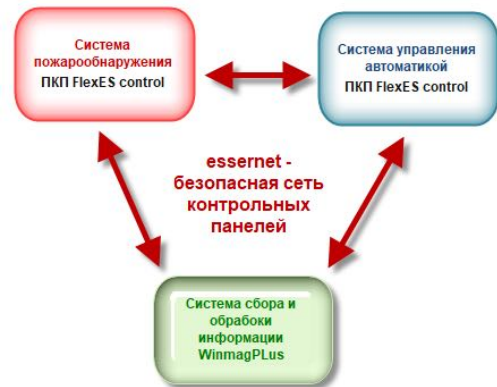 Система
пожарообнаружения
ПКП FlexES control
Система управления
автоматикой
ПКП FlexES control
essernet -
безопасная сеть
контрольных
панелей
Система сбора и
обрабоки
информации
WinmagPLus